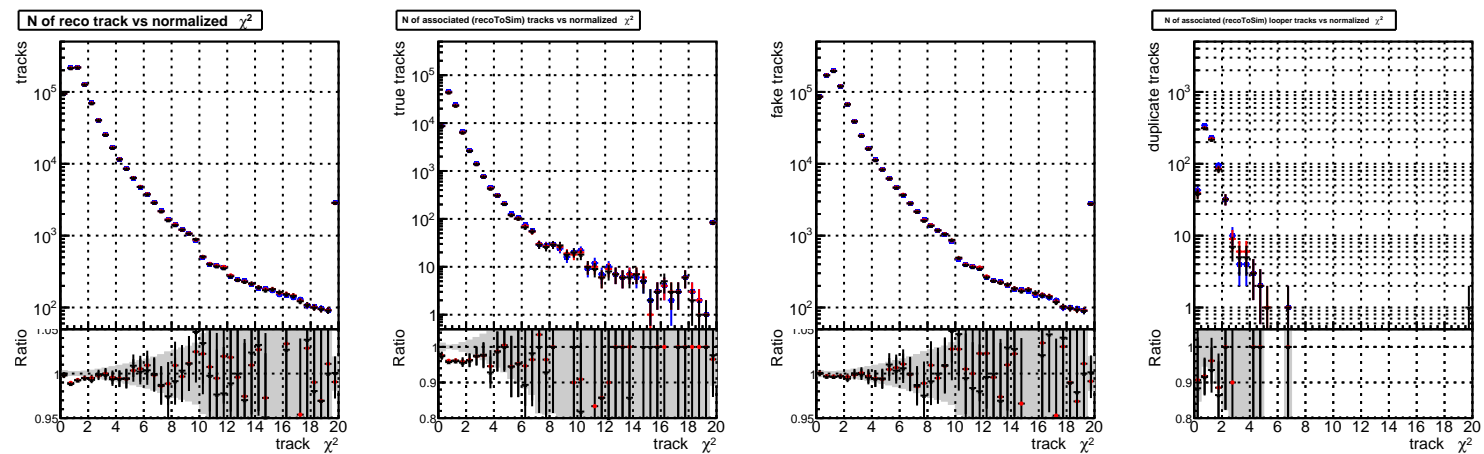 N of reco track vs normalized χ²
tracks
10⁵
10⁴
10³
10²
Ratio
1.05
1
0.95
0 2 4 6 8 10 12 14 16 18 20
track χ²
N of associated (recoToSim) tracks vs normalized χ²
true tracks
10⁵
10⁴
10³
10²
10
1
Ratio
1
0.9
0.8
0 2 4 6 8 10 12 14 16 18 20
track χ²
fake tracks
10⁵
10⁴
10³
10²
Ratio
1.05
1
0.95
0 2 4 6 8 10 12 14 16 18 20
track χ²
N of associated (recoToSim) looper tracks vs normalized χ²
duplicate tracks
10³
10²
10
1
Ratio
1
0.9
0.8
0 2 4 6 8 10 12 14 16 18 20
track χ²